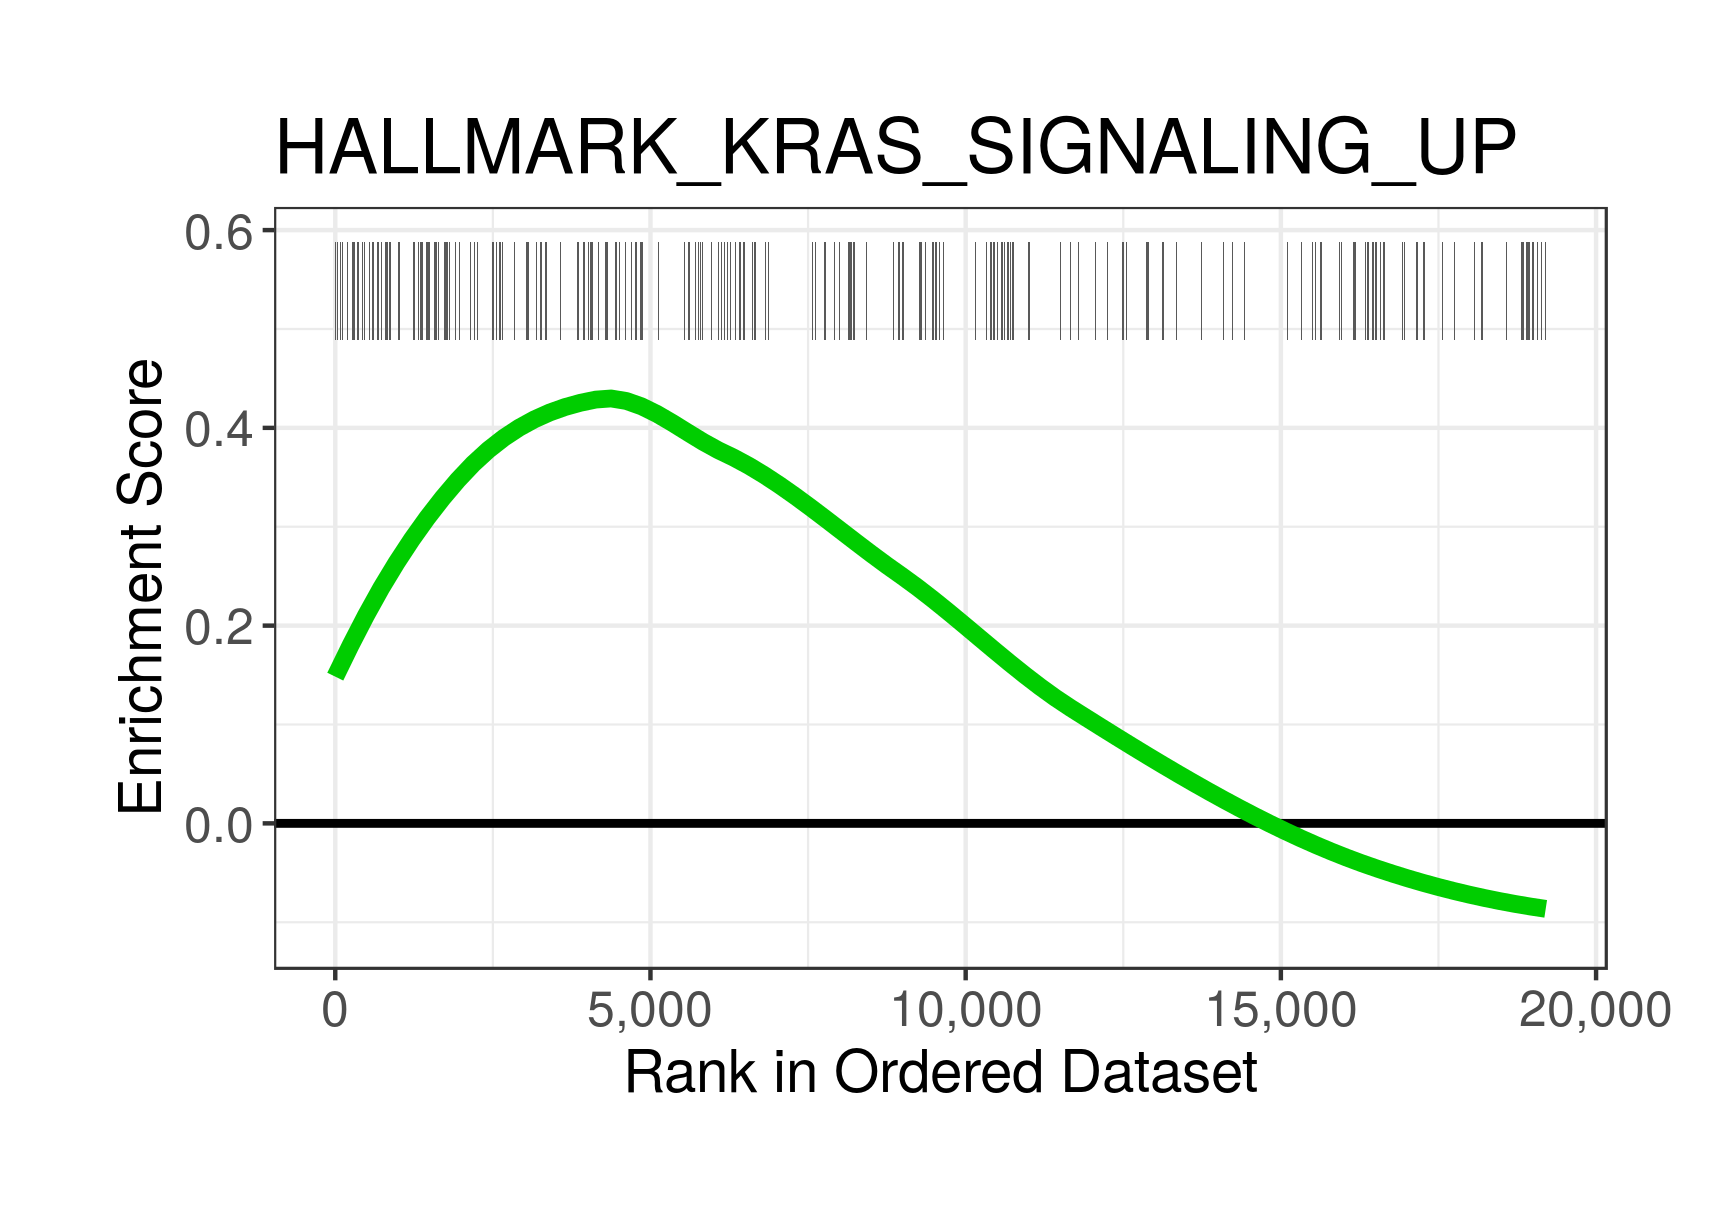 HALLMARK_KRAS_SIGNALING_UP
Enrichment Score
0.6
0.4
0.2
0.0
0 5,000 10,000 15,000 20,000
Rank in Ordered Dataset